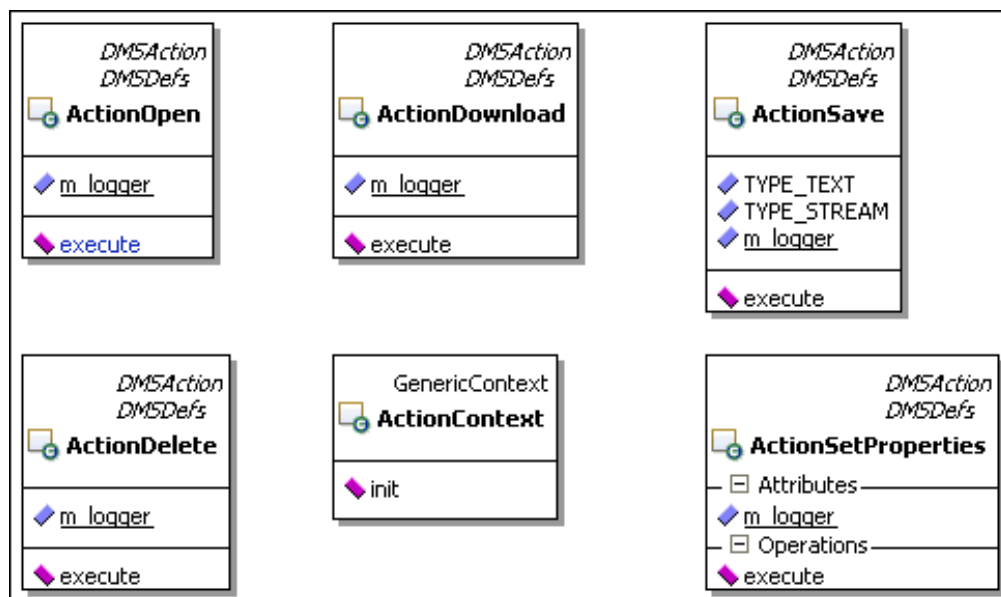 DMSAction
DMSDefs
ActionOpen
m_logger
execute
DMSAction
DMSDefs
ActionDownload
m_logger
execute
DMSAction
DMSDefs
ActionSave
TYPE_TEXT
TYPE_STREAM
m_logger
execute
DMSAction
DMSDefs
ActionDelete
m_logger
execute
GenericContext
ActionContext
init
DMSAction
DMSDefs
ActionSetProperties
Attributes
m_logger
Operations
execute